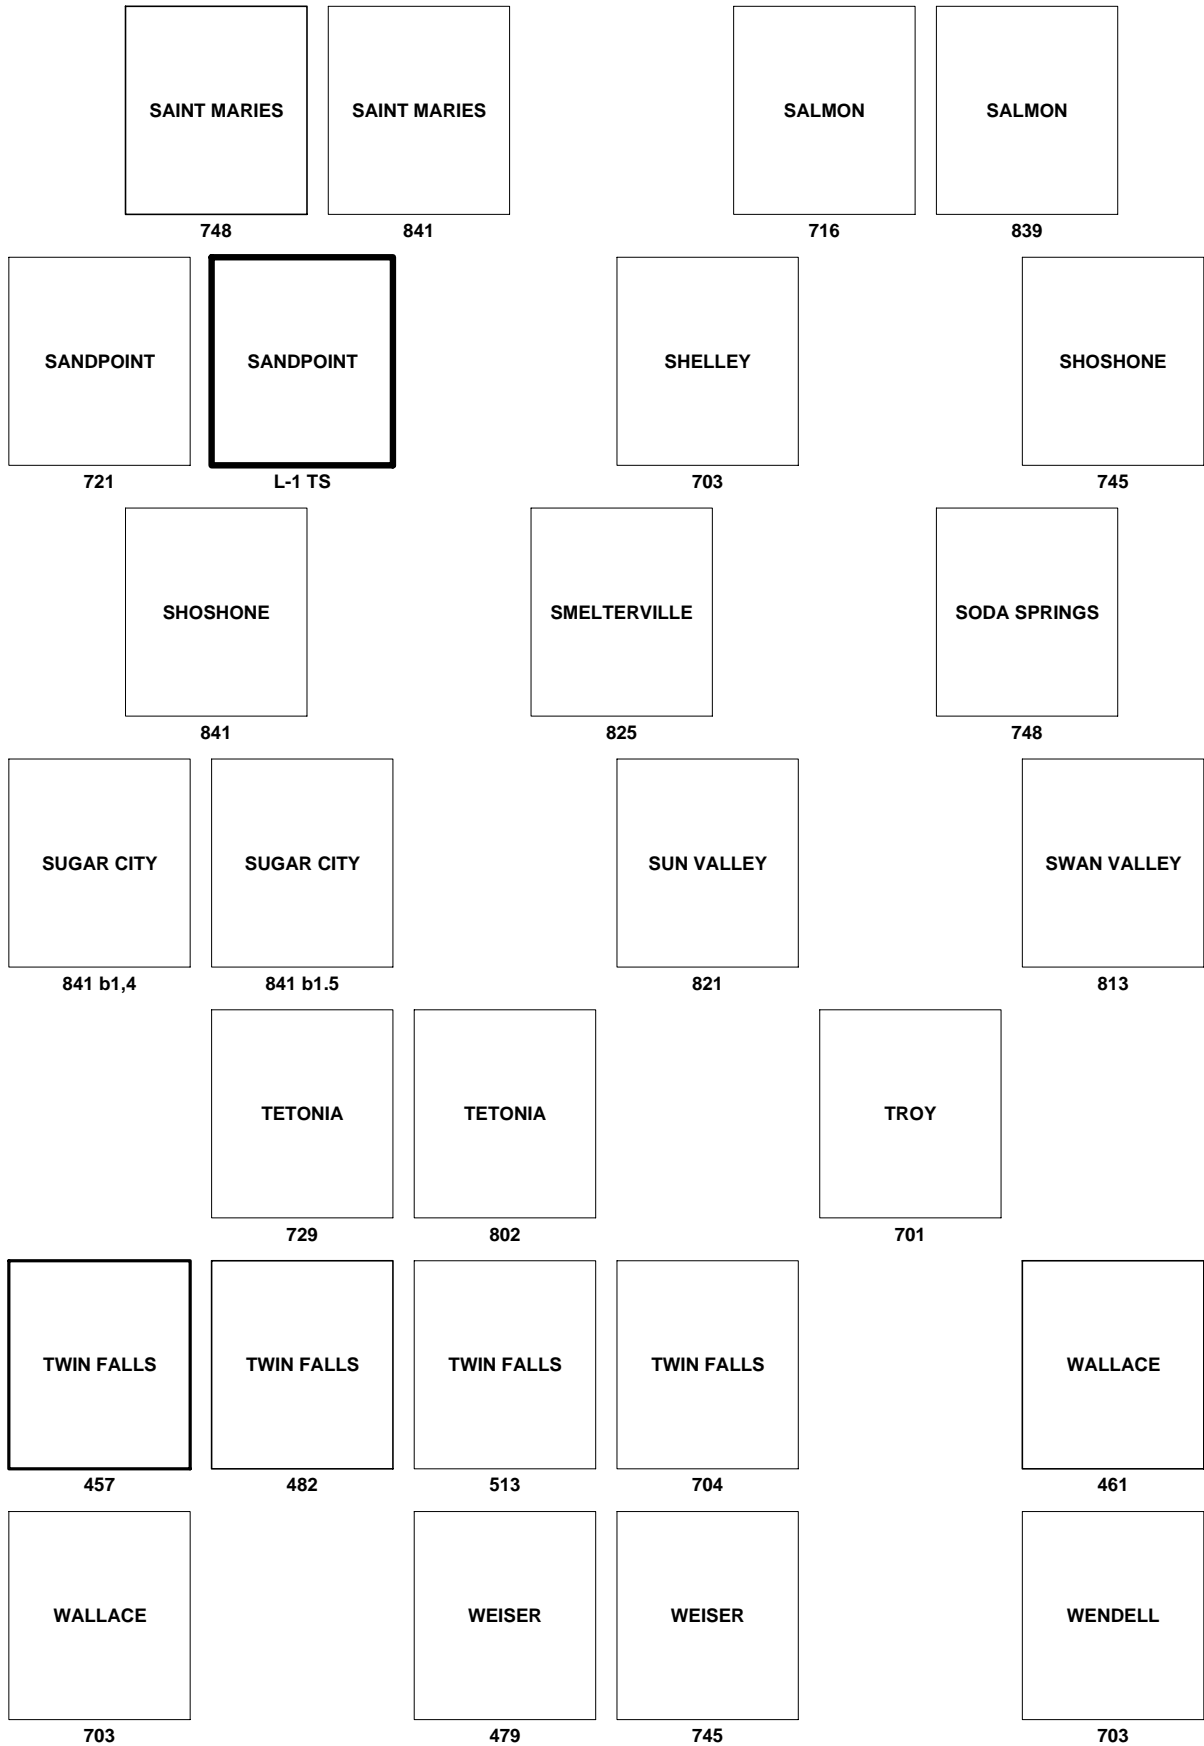 SAINT MARIES SAINT MARIES SALMON SALMON
748 841 716 839
SANDPOINT SANDPOINT SHELLEY SHOSHONE
721 L-1 TS 703 745
SHOSHONE SMELTERVILLE SODA SPRINGS
841 825 748
SUGAR CITY SUGAR CITY SUN VALLEY SWAN VALLEY
841 b1,4 841 b1.5 821 813
TETONIA TETONIA TROY
729 802 701
TWIN FALLS TWIN FALLS TWIN FALLS TWIN FALLS WALLACE
457 482 513 704 461
WALLACE WEISER WEISER WENDELL
703 479 745 703